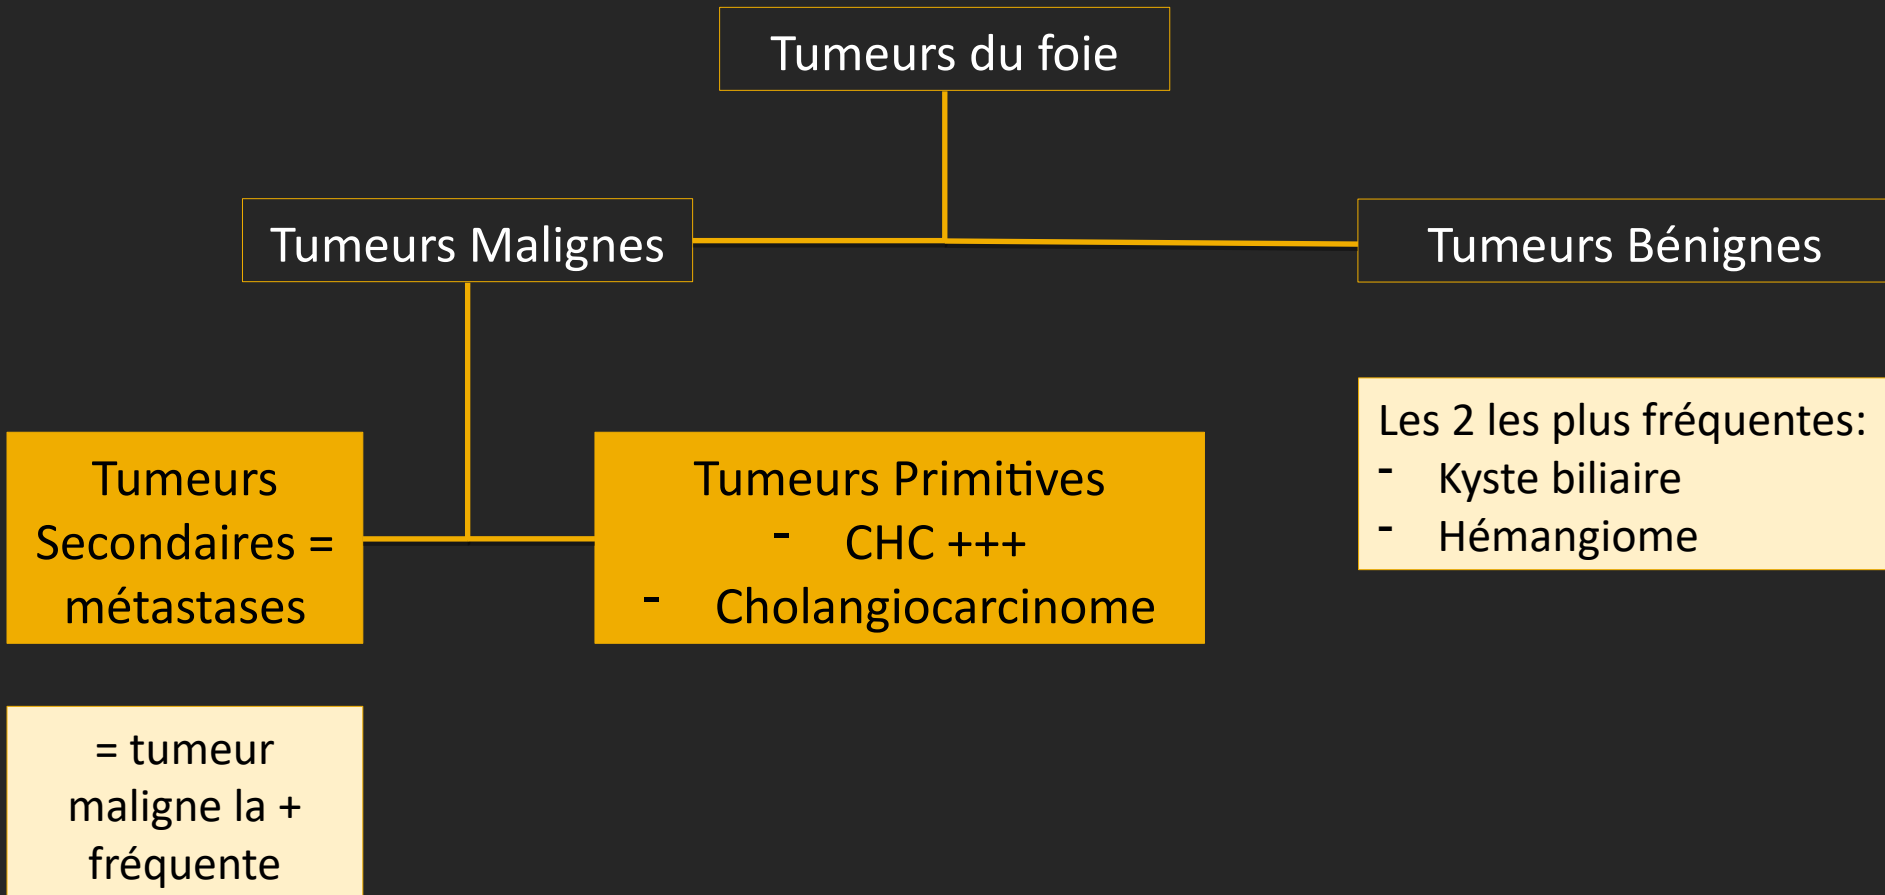 Tumeurs du foie
Tumeurs Malignes
Tumeurs Bénignes
Tumeurs
Secondaires =
métastases
Tumeurs Primitives
- CHC +++
- Cholangiocarcinome
Les 2 les plus fréquentes:
- Kyste biliaire
- Hémangiome
= tumeur
maligne la +
fréquente